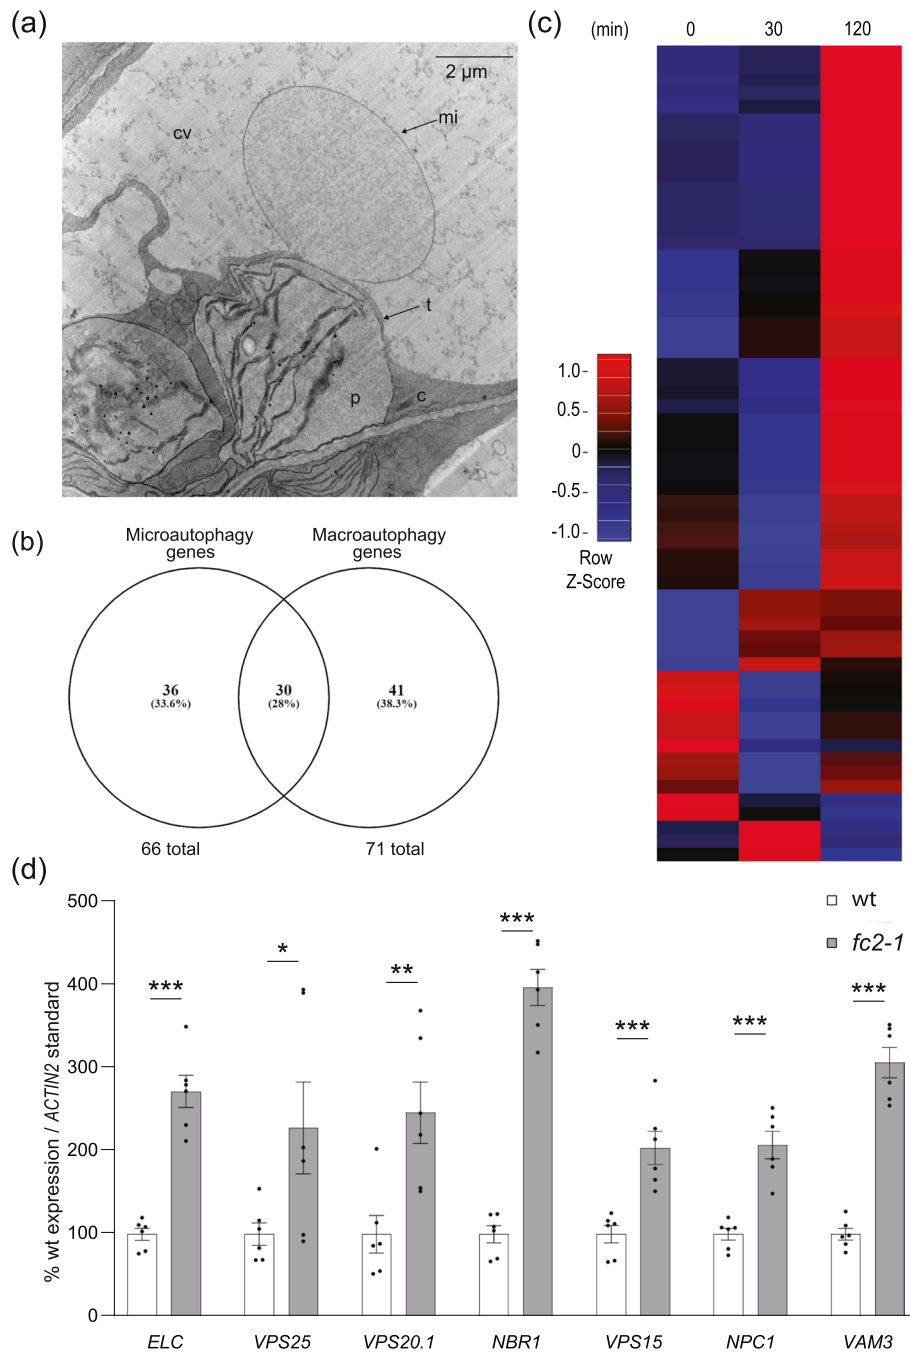 (a)
2 μm
mi
cv
t
p
c
(b)
Microautophagy
genes
Macroautophagy
genes
36
(33.6%)
30
(28%)
41
(38.3%)
66 total
71 total
(c)
(min)
0
30
120
1.0
0.5
0
-0.5
-1.0
Row
Z-Score
(d)
% wt expression / ACTIN2 standard
500
400
300
200
100
0
***
*
**
***
***
***
***
wt
fc2-1
ELC
VPS25
VPS20.1
NBR1
VPS15
NPC1
VAM3